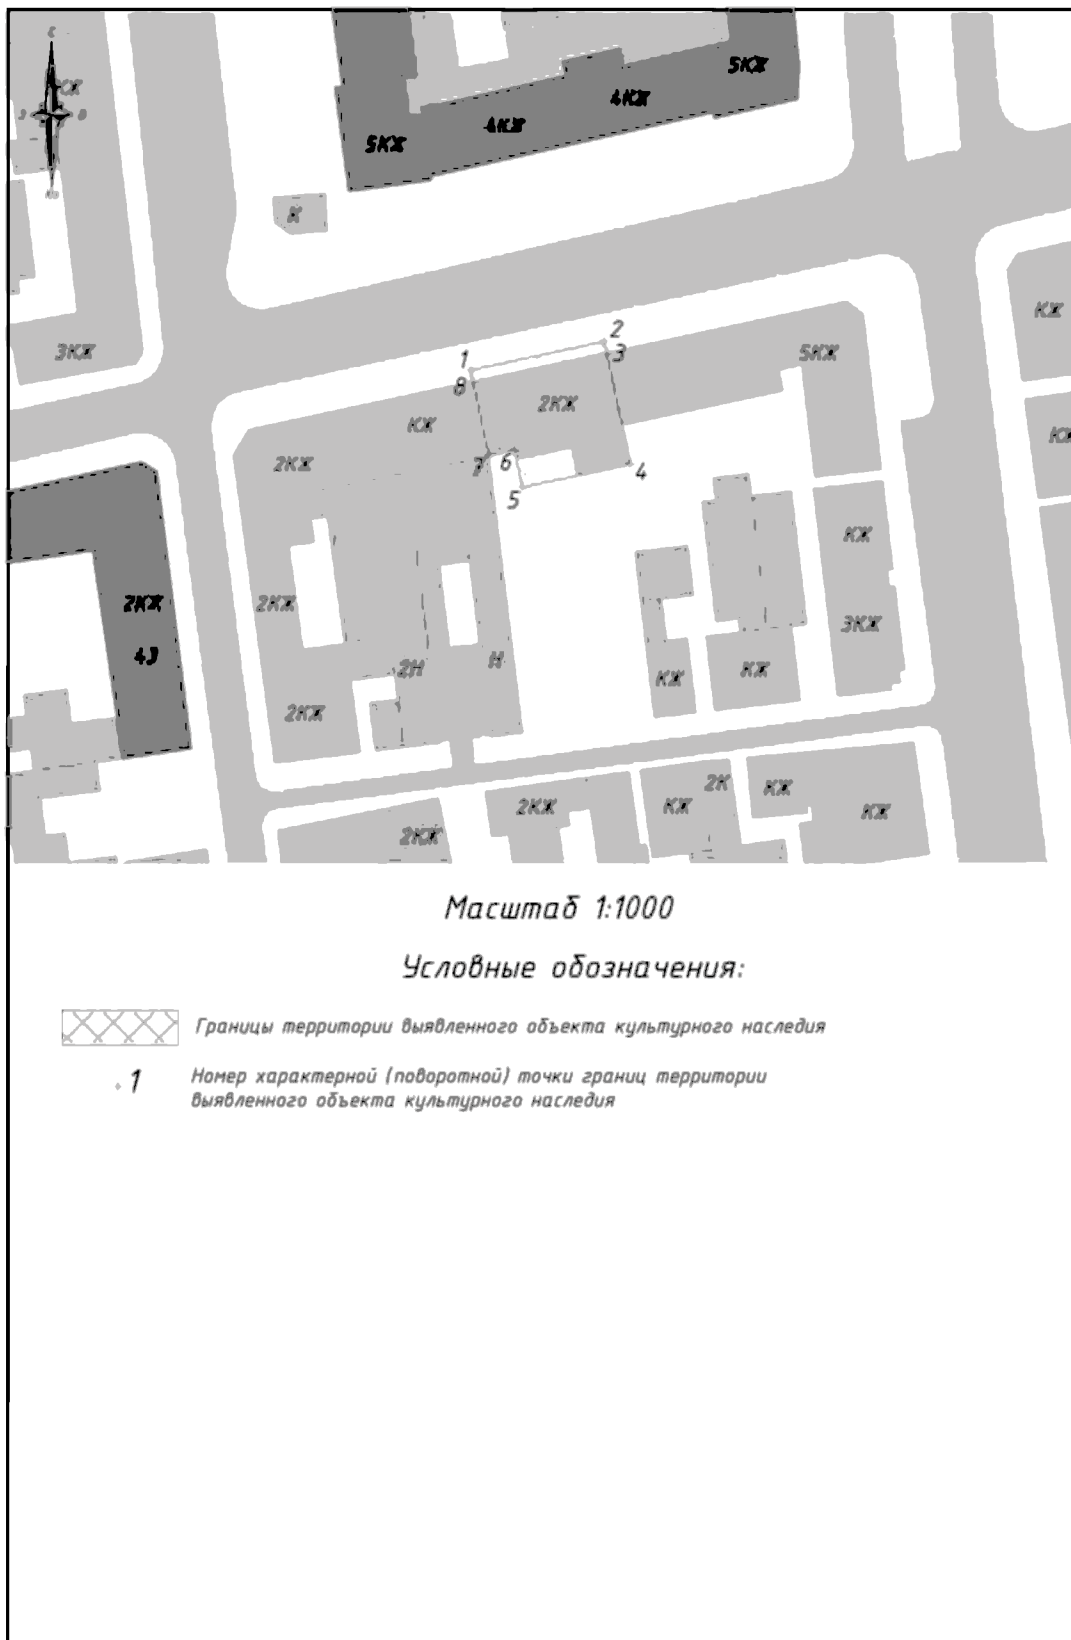 С
КЖ
З В
5КЖ
4КЖ
4КЖ
5КЖ
К
КЖ
2
1
3
3КЖ
5КЖ
8
2КЖ
КЖ
КЖ
2КЖ
7
6
4
5
КЖ
2КЖ
2КЖ
3КЖ
2Н
Н
КЖ
КЖ
2КЖ
2К
КЖ
2КЖ
КЖ
КЖ
2КЖ
Масштаб 1:1000
Условные обозначения:
Границы территории выявленного объекта культурного наследия
1
Номер характерной (поворотной) точки границ территории
выявленного объекта культурного наследия